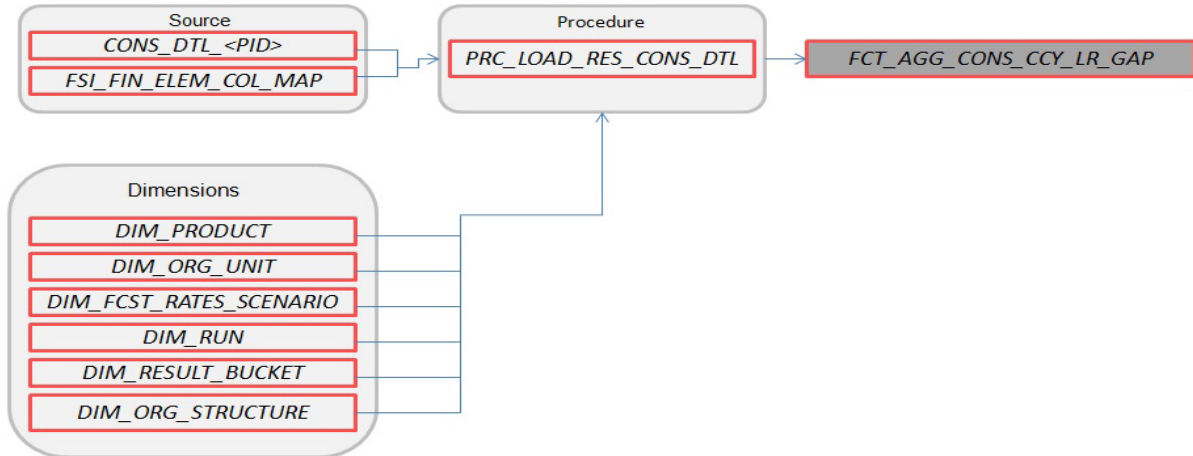 Source
CONS_DTL_<PID>
FSI_FIN_ELEM_COL_MAP
Procedure
PRC_LOAD_RES_CONS_DTL
FCT_AGG_CONS_CCY_LR_GAP
Dimensions
DIM_PRODUCT
DIM_ORG_UNIT
DIM_FCST_RATES_SCENARIO
DIM_RUN
DIM_RESULT_BUCKET
DIM_ORG_STRUCTURE